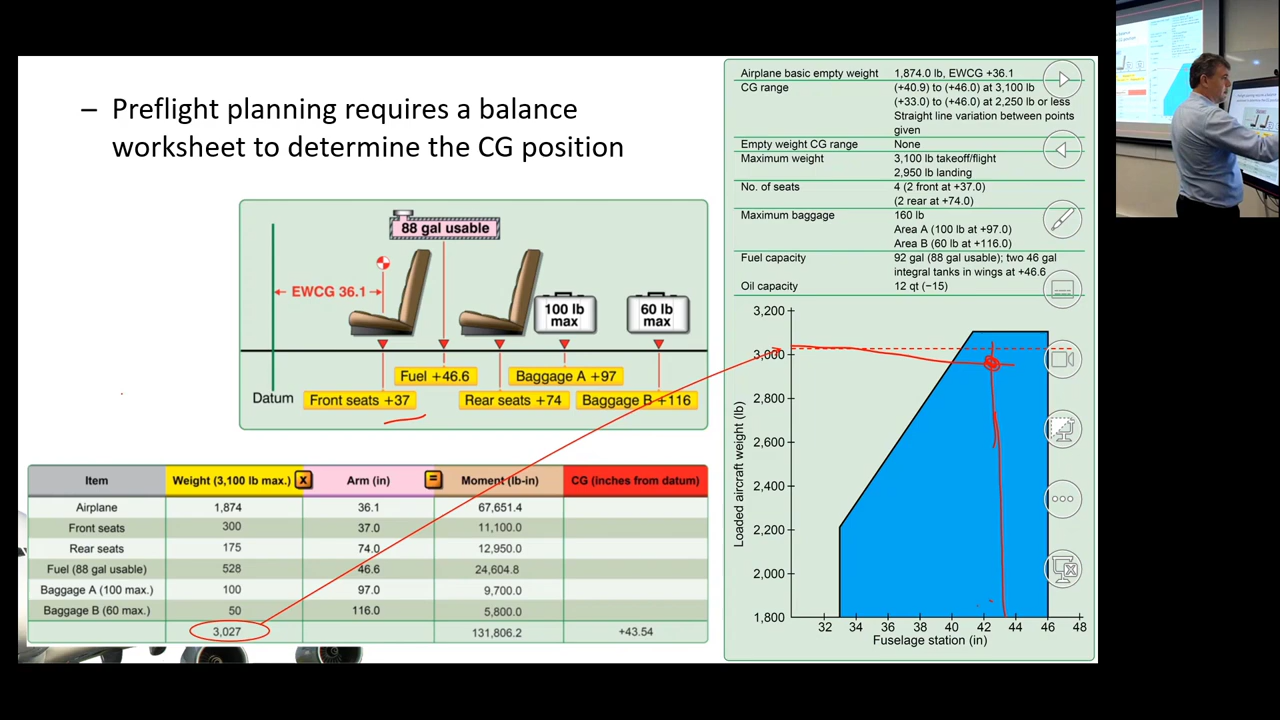 – Preflight planning requires a balance
worksheet to determine the CG position
88 gal usable
EWCG 36.1
100 lb
max
60 lb
max
Fuel +46.6
Baggage A +97
Datum
Front seats +37
Rear seats +74
Baggage B +116
Item Weight (3,100 lb max.) x Arm (in) = Moment (lb-in) CG (inches from datum)
Airplane 1,874 36.1 67,651.4
Front seats 300 37.0 11,100.0
Rear seats 175 74.0 12,950.0
Fuel (88 gal usable) 528 46.6 24,604.8
Baggage A (100 max.) 100 97.0 9,700.0
Baggage B (60 max.) 50 116.0 5,800.0
3,027 131,806.2 +43.54
Airplane basic empty weight 1,874.0 lb, EWCG +36.1
CG range (+40.9) to (+46.0) at 3,100 lb
(+33.0) to (+46.0) at 2,250 lb or less
Straight line variation between points
given
Empty weight CG range None
Maximum weight 3,100 lb takeoff/flight
2,950 lb landing
No. of seats 4 (2 front at +37.0)
(2 rear at +74.0)
Maximum baggage 160 lb
Area A (100 lb at +97.0)
Area B (60 lb at +116.0)
Fuel capacity 92 gal (88 gal usable); two 46 gal
integral tanks in wings at +46.6
Oil capacity 12 qt (−15)
Loaded aircraft weight (lb)
3,200
3,000
2,800
2,600
2,400
2,200
2,000
1,800
32 34 36 38 40 42 44 46 48
Fuselage station (in)